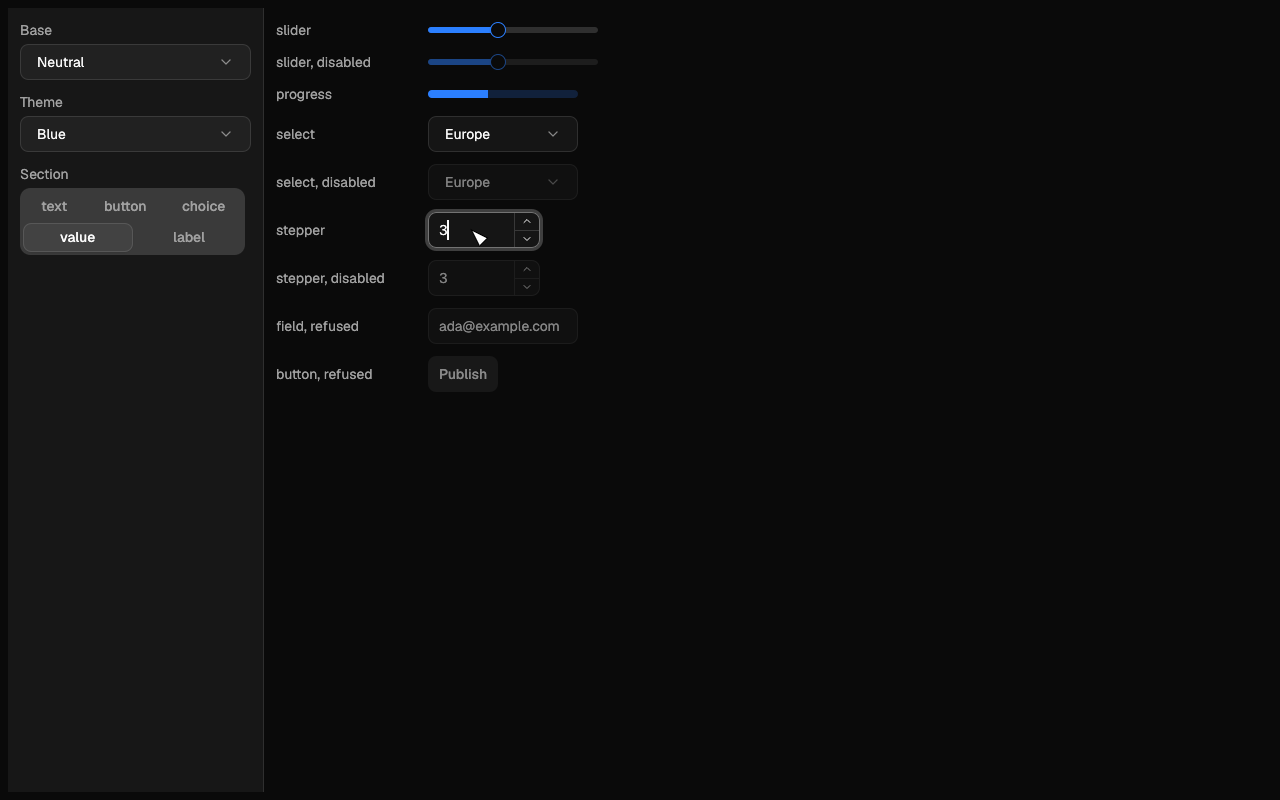 Base
Neutral
Theme
Blue
Section
text button choice
value label
slider
slider, disabled
progress
select Europe
select, disabled Europe
stepper 3
stepper, disabled 3
field, refused ada@example.com
button, refused Publish